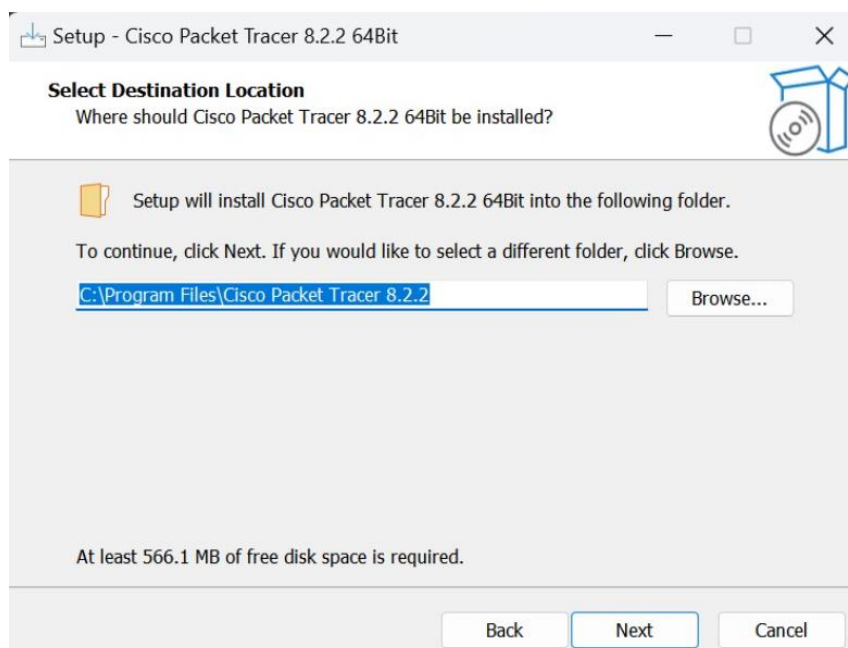 Setup - Cisco Packet Tracer 8.2.2 64Bit
Select Destination Location
Where should Cisco Packet Tracer 8.2.2 64Bit be installed?
Setup will install Cisco Packet Tracer 8.2.2 64Bit into the following folder.
To continue, click Next. If you would like to select a different folder, click Browse.
C:\Program Files\Cisco Packet Tracer 8.2.2
Browse...
At least 566.1 MB of free disk space is required.
Back Next Cancel